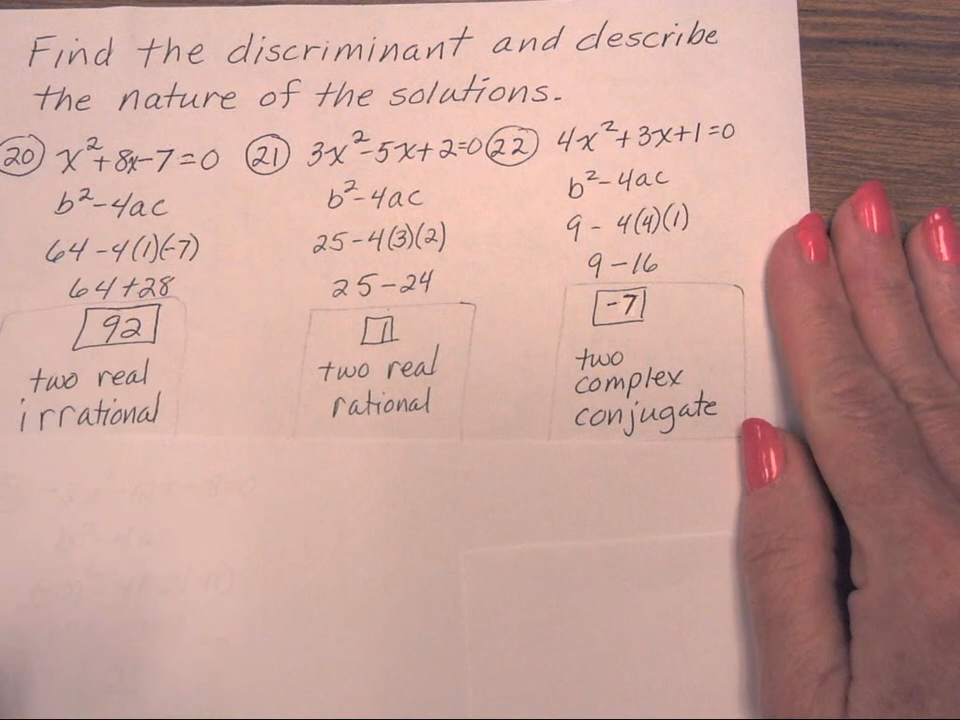 Find the discriminant and describe
the nature of the solutions.
20 x²+8x-7=0
b²-4ac
64-4(1)(-7)
64+28
92
two real
irrational
21 3x²-5x+2=0
b²-4ac
25-4(3)(2)
25-24
1
two real
rational
22 4x²+3x+1=0
b²-4ac
9-4(4)(1)
9-16
-7
two
complex
conjugate